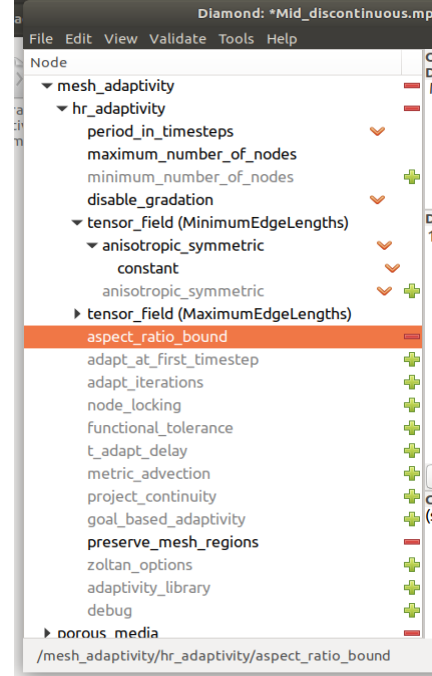 Diamond: *Mid_discontinuous.mp
File Edit View Validate Tools Help
Node
mesh_adaptivity
hr_adaptivity
period_in_timesteps
maximum_number_of_nodes
minimum_number_of_nodes
disable_gradation
tensor_field (MinimumEdgeLengths)
anisotropic_symmetric
constant
anisotropic_symmetric
tensor_field (MaximumEdgeLengths)
aspect_ratio_bound
adapt_at_first_timestep
adapt_iterations
node_locking
functional_tolerance
t_adapt_delay
metric_advection
project_continuity
goal_based_adaptivity
preserve_mesh_regions
zoltan_options
adaptivity_library
debug
porous_media
/mesh_adaptivity/hr_adaptivity/aspect_ratio_bound